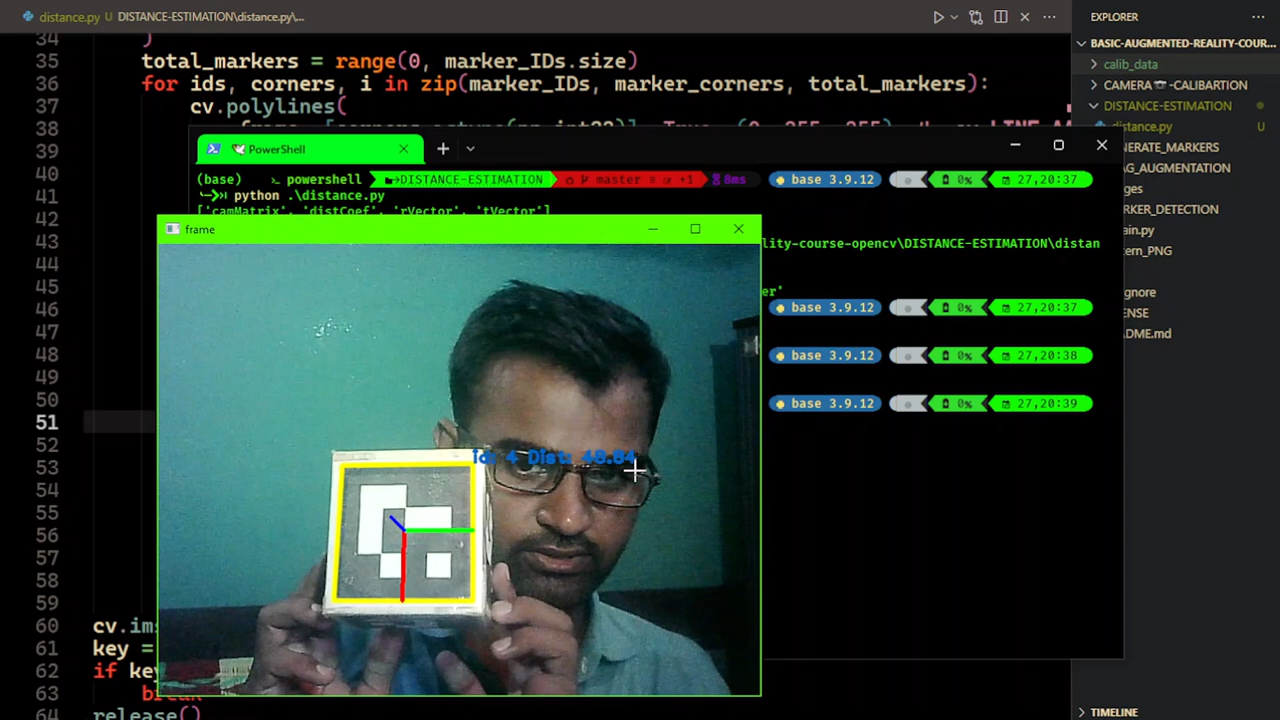 distance.py DISTANCE-ESTIMATION\distance.py\...
EXPLORER
BASIC-AUGMENTED-REALITY-COUR...
calib_data
CAMERA -CALIBARTION
DISTANCE-ESTIMATION
distance.py U
NERATE_MARKERS
AG_AUGMENTATION
ges
RKER_DETECTION
ain.py
ern_PNG
gnore
ENSE
DME.md
TIMELINE
34 )
35 total_markers = range(0, marker_IDs.size)
36 for ids, corners, i in zip(marker_IDs, marker_corners, total_markers):
37 cv.polylines(
38
39
40
41
42
43
44
45
46
47
48
49
50
51
52
53
54
55
56
57
58
59
60 cv.ims
61 key =
62 if key
63 break
64 release()
PowerShell
(base) powershell DISTANCE-ESTIMATION master ≡ +1 8ms base 3.9.12 0% 27,20:37
python .\distance.py
['camMatrix', 'distCoef', 'rVector', 'tVector']
lity-course-opencv\DISTANCE-ESTIMATION\distan
er'
base 3.9.12 0% 27,20:37
base 3.9.12 0% 27,20:38
base 3.9.12 0% 27,20:39
frame
id: 4 Dist: 48.84